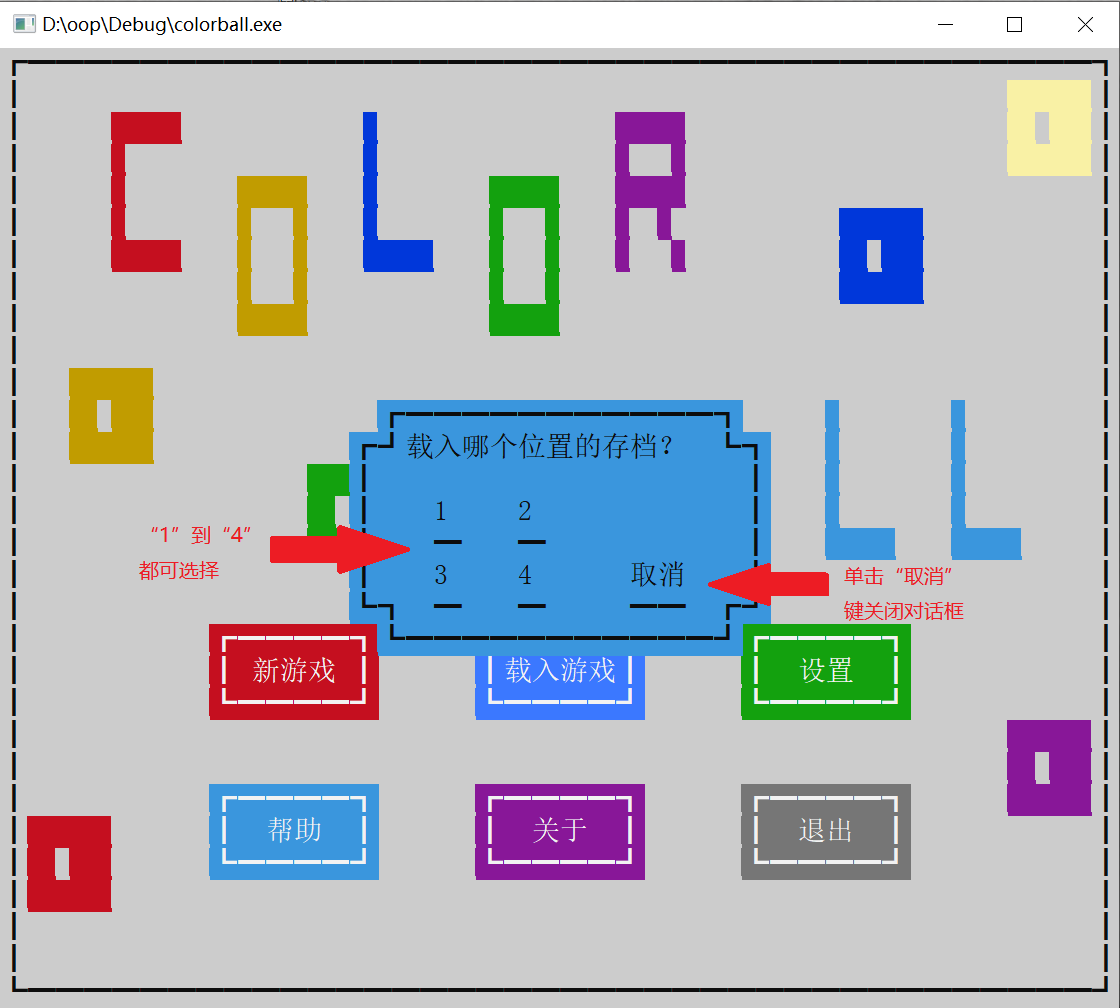 D:\oop\Debug\colorball.exe
COLOR
LL
载入哪个位置的存档?
1 2
3 4 取消
“1”到“4”
都可选择
单击“取消”
键关闭对话框
新游戏 载入游戏 设置
帮助 关于 退出